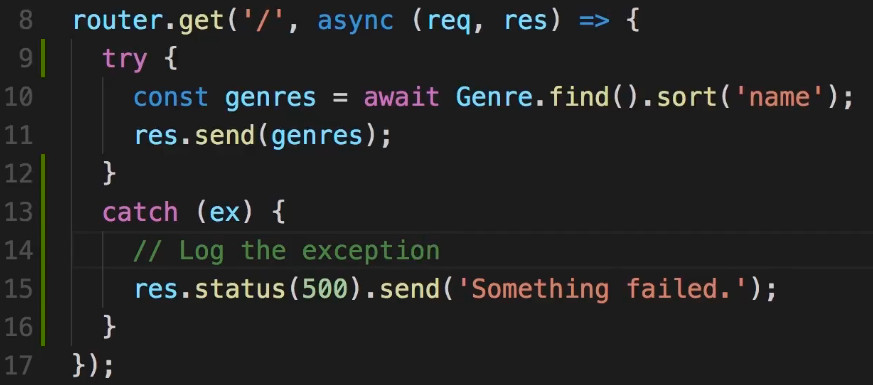 8 router.get('/', async (req, res) => {
9 try {
10 const genres = await Genre.find().sort('name');
11 res.send(genres);
12 }
13 catch (ex) {
14 // Log the exception
15 res.status(500).send('Something failed.');
16 }
17 });